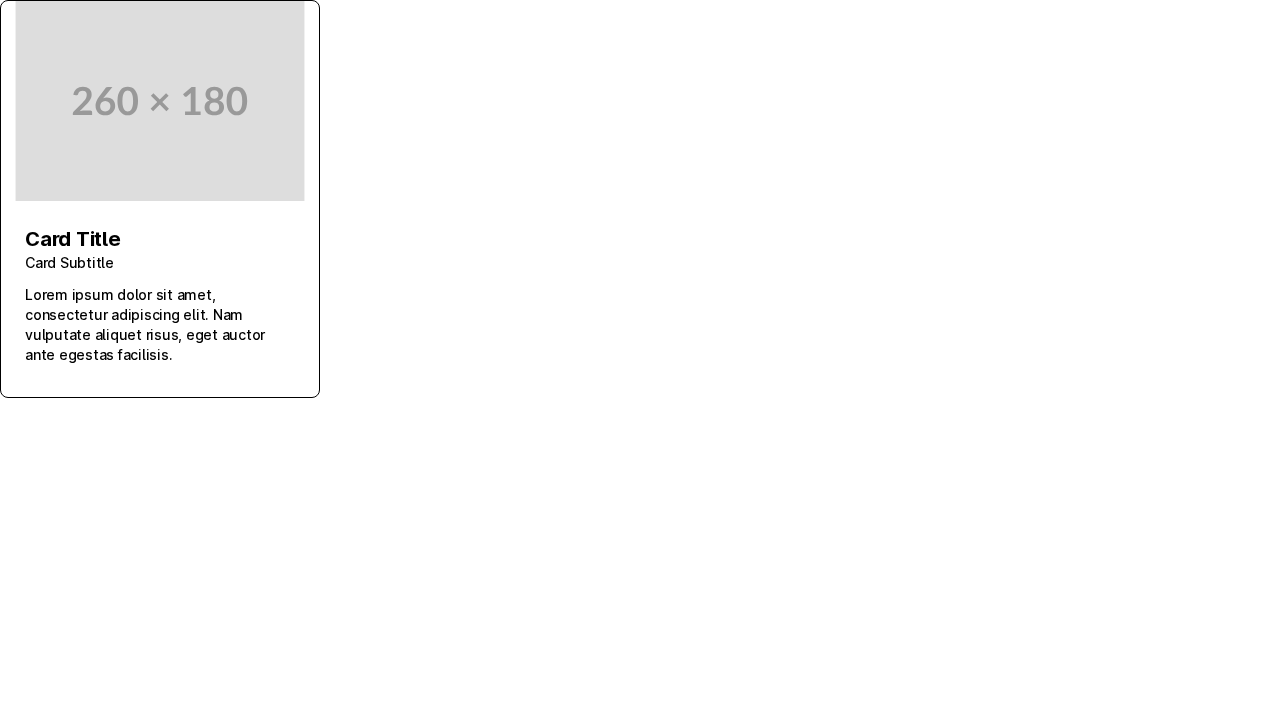 260 × 180
Card Title
Card Subtitle
Lorem ipsum dolor sit amet,
consectetur adipiscing elit. Nam
vulputate aliquet risus, eget auctor
ante egestas facilisis.